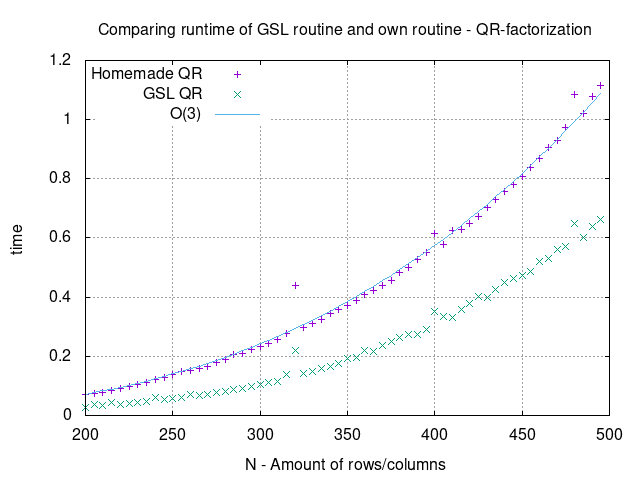 Comparing runtime of GSL routine and own routine - QR-factorization
1.2
1
0.8
0.6
0.4
0.2
0
time
Homemade QR
GSL QR
O(3)
200 250 300 350 400 450 500
N - Amount of rows/columns